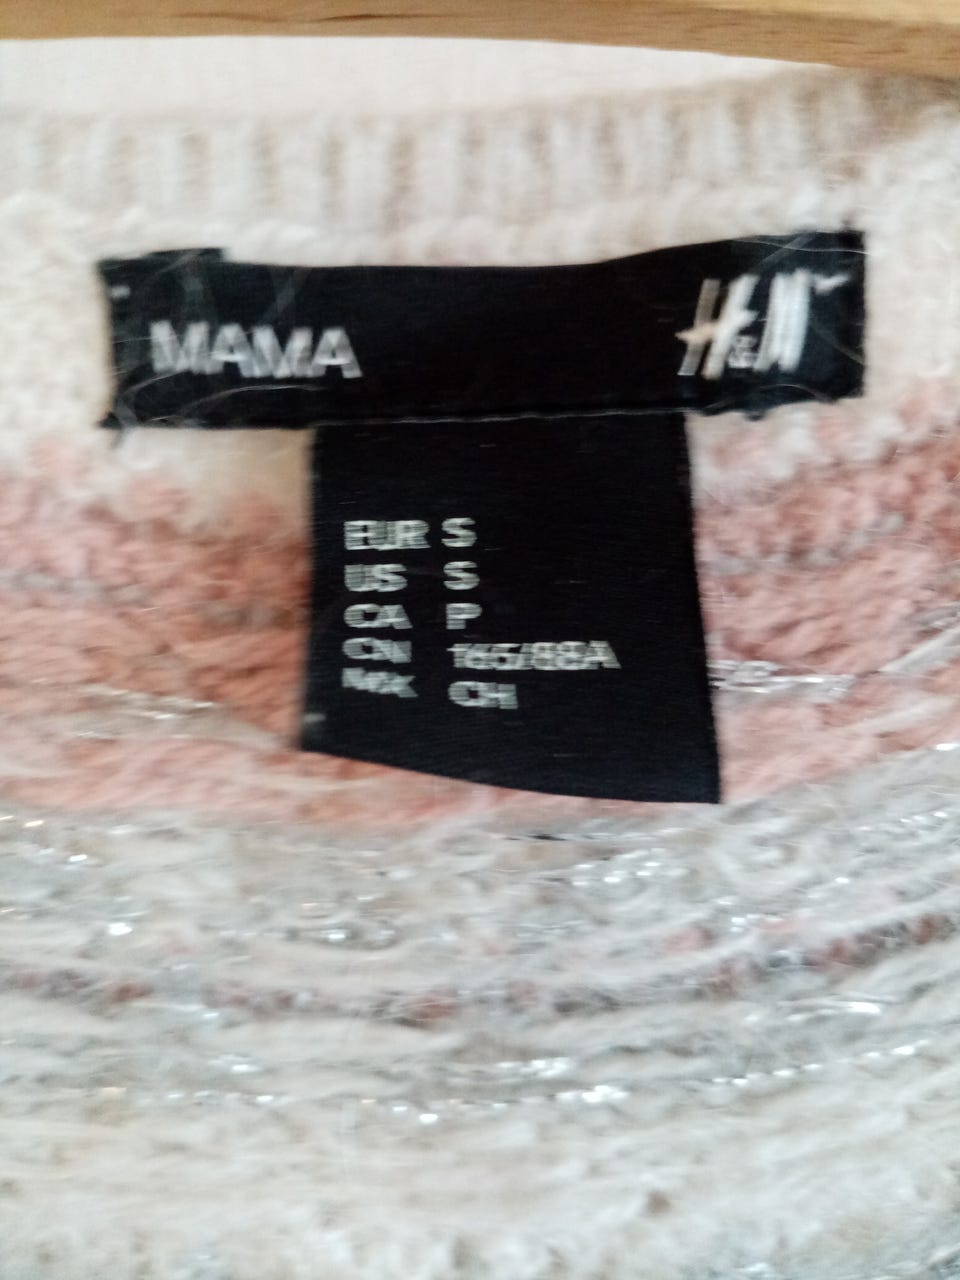 MAMA H&M
EUR S
US S
CA P
CN 165/88A
MX CH